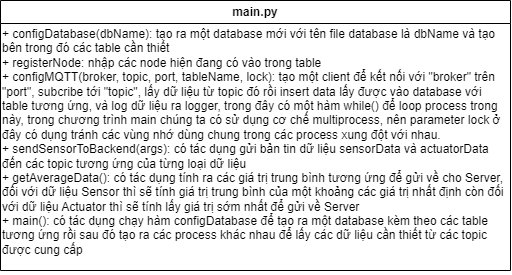 main.py
+ configDatabase(dbName): tạo ra một database mới với tên file database là dbName và tạo
bên trong đó các table cần thiết
+ registerNode: nhập các node hiện đang có vào trong table
+ configMQTT(broker, topic, port, tableName, lock): tạo một client để kết nối với "broker" trên
"port", subcribe tới "topic", lấy dữ liệu từ topic đó rồi insert data lấy được vào database với
table tương ứng, và log dữ liệu ra logger, trong đây có một hàm while() để loop process trong
này, trong chương trình main chúng ta có sử dụng cơ chế multiprocess, nên parameter lock ở
đây có dụng tránh các vùng nhớ dùng chung trong các process xung đột với nhau.
+ sendSensorToBackend(args): có tác dụng gửi bản tin dữ liệu sensorData và actuatorData
đến các topic tương ứng của từng loại dữ liệu
+ getAverageData(): có tác dụng tính ra các giá trị trung bình tương ứng để gửi về cho Server,
đối với dữ liệu Sensor thì sẽ tính giá trị trung bình của một khoảng các giá trị nhất định còn đối
với dữ liệu Actuator thì sẽ tính lấy giá trị sớm nhất để gửi về Server
+ main(): có tác dụng chạy hàm configDatabase để tạo ra một database kèm theo các table
tương ứng rồi sau đó tạo ra các process khác nhau để lấy các dữ liệu cần thiết từ các topic
được cung cấp